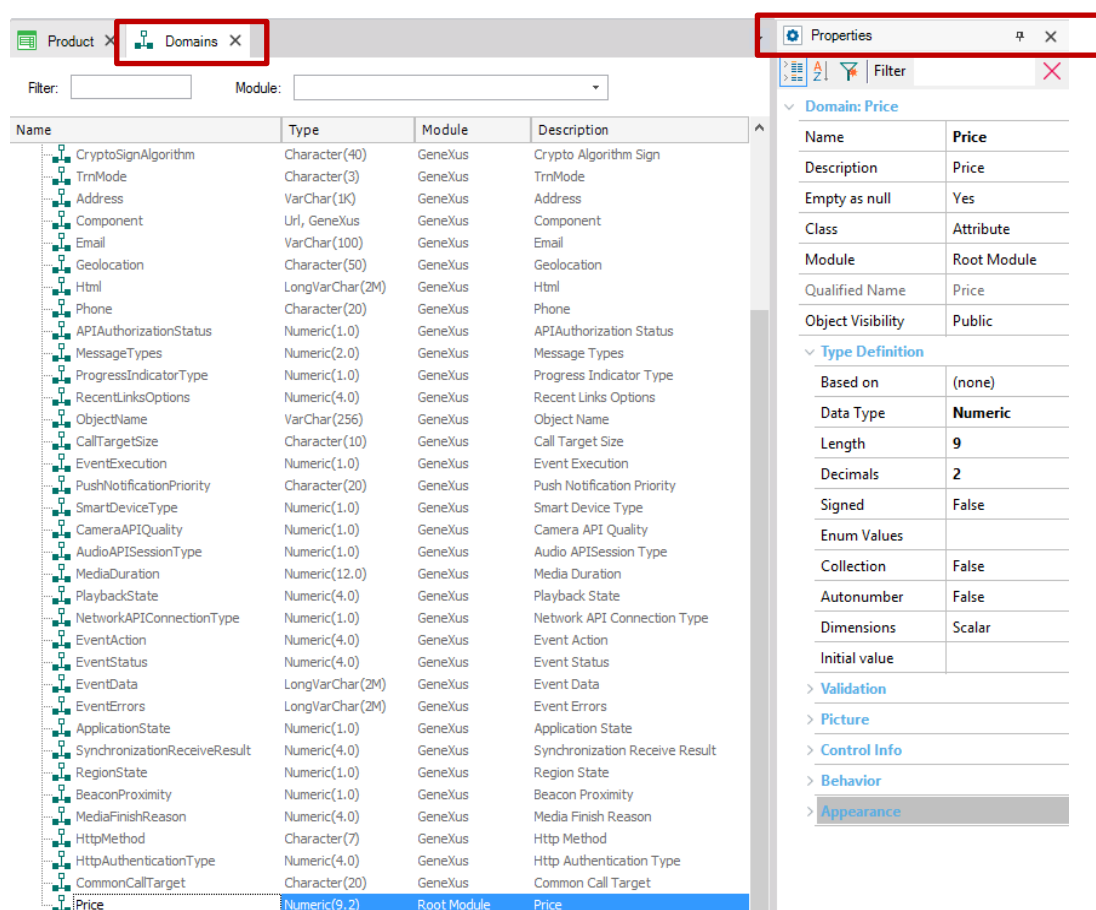 Product Domains
Filter: Module:
Name Type Module Description
CryptoSignAlgorithm Character(40) GeneXus Crypto Algorithm Sign
TrnMode Character(3) GeneXus TrnMode
Address VarChar(1K) GeneXus Address
Component Url, GeneXus GeneXus Component
Email VarChar(100) GeneXus Email
Geolocation Character(50) GeneXus Geolocation
Html LongVarChar(2M) GeneXus Html
Phone Character(20) GeneXus Phone
APIAuthorizationStatus Numeric(1.0) GeneXus APIAuthorization Status
MessageTypes Numeric(2.0) GeneXus Message Types
ProgressIndicatorType Numeric(1.0) GeneXus Progress Indicator Type
RecentLinksOptions Numeric(4.0) GeneXus Recent Links Options
ObjectName VarChar(256) GeneXus Object Name
CallTargetSize Character(10) GeneXus Call Target Size
EventExecution Numeric(1.0) GeneXus Event Execution
PushNotificationPriority Character(20) GeneXus Push Notification Priority
SmartDeviceType Numeric(1.0) GeneXus Smart Device Type
CameraAPIQuality Numeric(1.0) GeneXus Camera API Quality
AudioAPISessionType Numeric(1.0) GeneXus Audio APISession Type
MediaDuration Numeric(12.0) GeneXus Media Duration
PlaybackState Numeric(4.0) GeneXus Playback State
NetworkAPIConnectionType Numeric(1.0) GeneXus Network API Connection Type
EventAction Numeric(4.0) GeneXus Event Action
EventStatus Numeric(4.0) GeneXus Event Status
EventData LongVarChar(2M) GeneXus Event Data
EventErrors LongVarChar(2M) GeneXus Event Errors
ApplicationState Numeric(1.0) GeneXus Application State
SynchronizationReceiveResult Numeric(4.0) GeneXus Synchronization Receive Result
RegionState Numeric(1.0) GeneXus Region State
BeaconProximity Numeric(1.0) GeneXus Beacon Proximity
MediaFinishReason Numeric(4.0) GeneXus Media Finish Reason
HttpMethod Character(7) GeneXus Http Method
HttpAuthenticationType Numeric(4.0) GeneXus Http Authentication Type
CommonCallTarget Character(20) GeneXus Common Call Target
Price Numeric(9.2) Root Module Price
Properties
Filter
Domain: Price
Name Price
Description Price
Empty as null Yes
Class Attribute
Module Root Module
Qualified Name Price
Object Visibility Public
Type Definition
Based on (none)
Data Type Numeric
Length 9
Decimals 2
Signed False
Enum Values
Collection False
Autonumber False
Dimensions Scalar
Initial value
Validation
Picture
Control Info
Behavior
Appearance